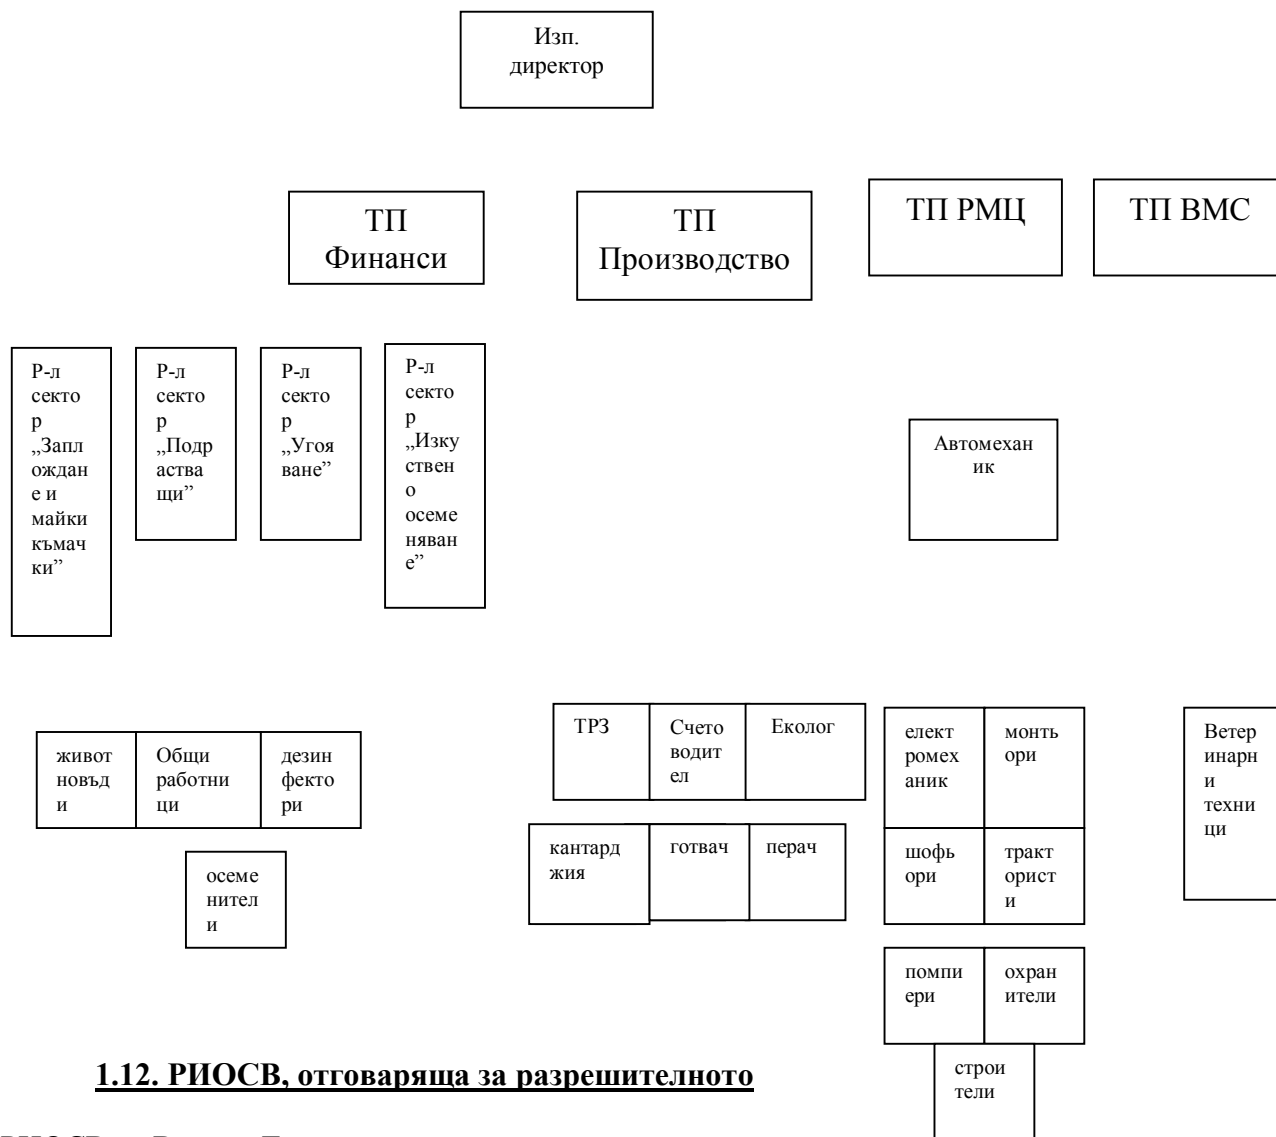 Изп.
директор
ТП
Финанси
ТП
Производство
ТП РМЦ
ТП ВМС
Р-л
секто
р
„Запл
ождан
е и
майки
къмач
ки”
Р-л
секто
р
„Подр
аства
щи”
Р-л
секто
р
„Угоя
ване”
Р-л
секто
р
„Изку
ствен
о
осеме
няван
е”
Автомехан
ик
живот
новъд
и
Общи
работни
ци
дезин
фекто
ри
осеме
нител
и
ТРЗ
Счето
водит
ел
Еколог
кантард
жия
готвач
перач
елект
ромех
аник
монть
ори
шофь
ори
тракт
орист
и
помпи
ери
охран
ители
строи
тели
Ветер
инарн
и
техни
ци
1.12. РИОСВ, отговаряща за разрешителното